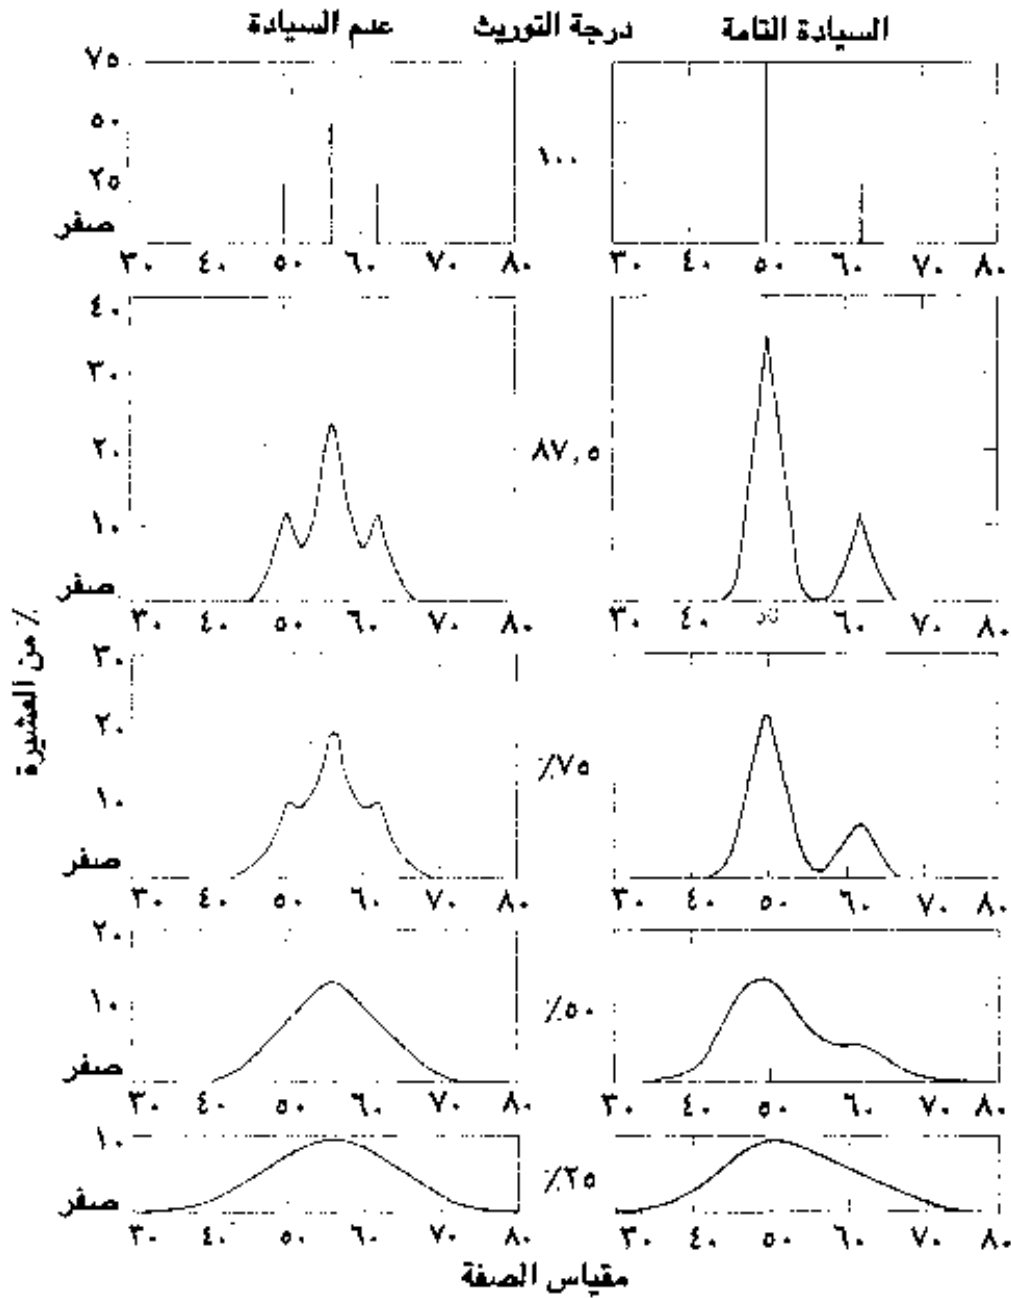 السيادة التامة درجة التوريث عدم السيادة
٧٥
٥٠
٢٥
صفر
١٠٠
٣٠ ٤٠ ٥٠ ٦٠ ٧٠ ٨٠
٣٠ ٤٠ ٥٠ ٦٠ ٧٠ ٨٠
٤٠
٣٠
٢٠
١٠
صفر
٨٧,٥
٣٠ ٤٠ ٥٠ ٦٠ ٧٠ ٨٠
٣٠ ٤٠ ٥٠ ٦٠ ٧٠ ٨٠
٪ من العشيرة
٣٠
٢٠
١٠
صفر
٪٧٥
٣٠ ٤٠ ٥٠ ٦٠ ٧٠ ٨٠
٣٠ ٤٠ ٥٠ ٦٠ ٧٠ ٨٠
٢٠
١٠
صفر
٪٥٠
٣٠ ٤٠ ٥٠ ٦٠ ٧٠ ٨٠
٣٠ ٤٠ ٥٠ ٦٠ ٧٠ ٨٠
١٠
صفر
٪٢٥
٣٠ ٤٠ ٥٠ ٦٠ ٧٠ ٨٠
٣٠ ٤٠ ٥٠ ٦٠ ٧٠ ٨٠
مقياس الصفة